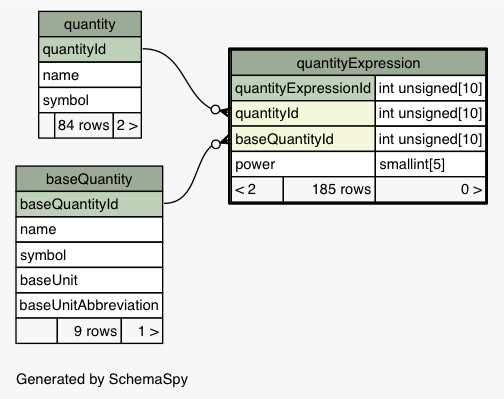 quantity
quantityId
name
symbol
84 rows 2 >
quantityExpression
quantityExpressionId int unsigned[10]
quantityId int unsigned[10]
baseQuantityId int unsigned[10]
power smallint[5]
< 2 185 rows 0 >
baseQuantity
baseQuantityId
name
symbol
baseUnit
baseUnitAbbreviation
9 rows 1 >
Generated by SchemaSpy